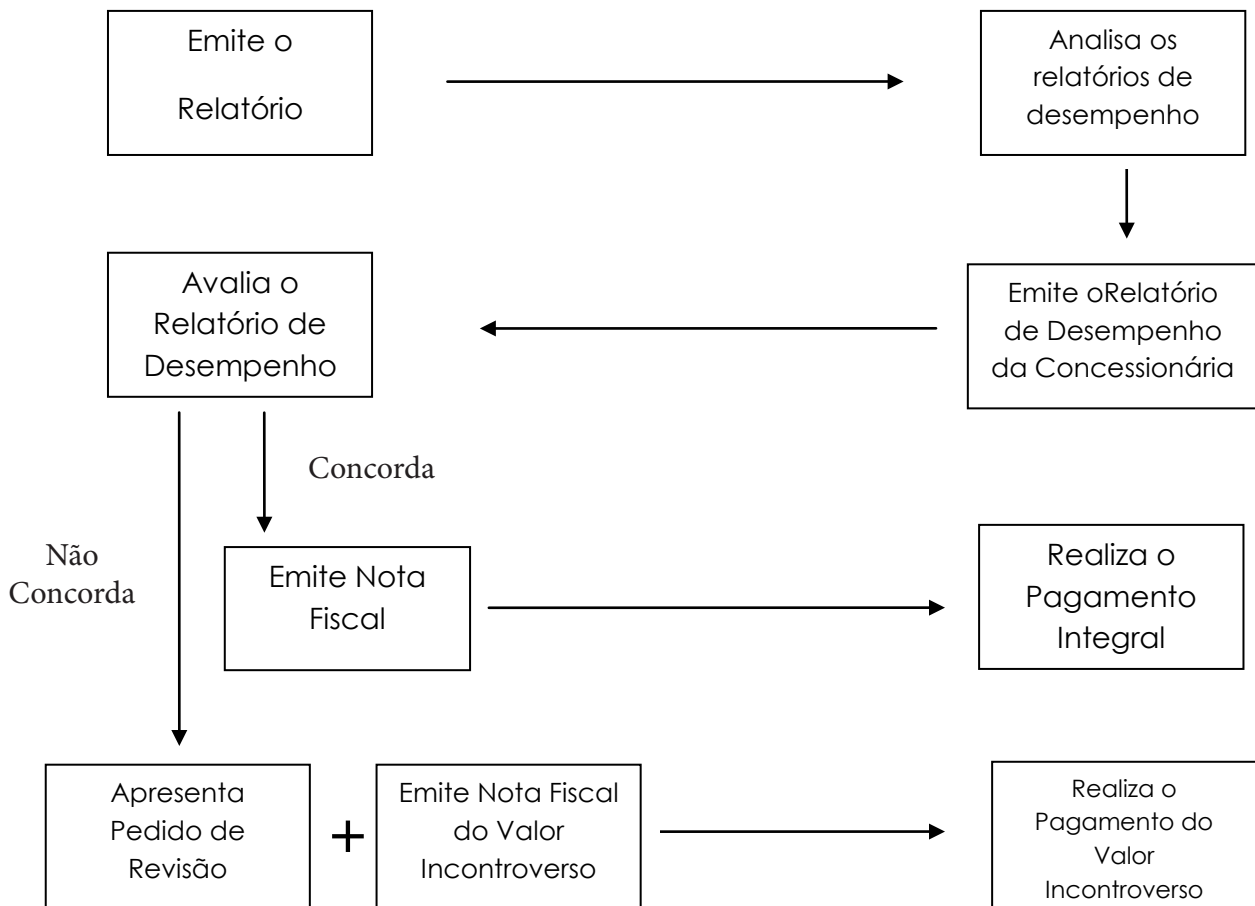 Emite o
Relatório
Analisa os
relatórios de
desempenho
Avalia o
Relatório de
Desempenho
Emite oRelatório
de Desempenho
da Concessionária
Concorda
Não
Concorda
Emite Nota
Fiscal
Realiza o
Pagamento
Integral
Apresenta
Pedido de
Revisão
+
Emite Nota Fiscal
do Valor
Incontroverso
Realiza o
Pagamento do
Valor
Incontroverso